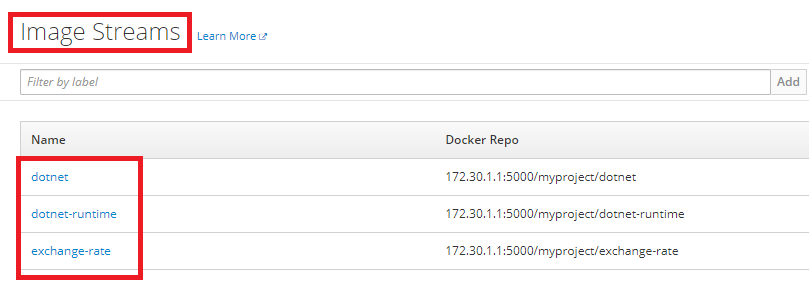 Image Streams Learn More
Filter by label Add
Name Docker Repo
dotnet 172.30.1.1:5000/myproject/dotnet
dotnet-runtime 172.30.1.1:5000/myproject/dotnet-runtime
exchange-rate 172.30.1.1:5000/myproject/exchange-rate